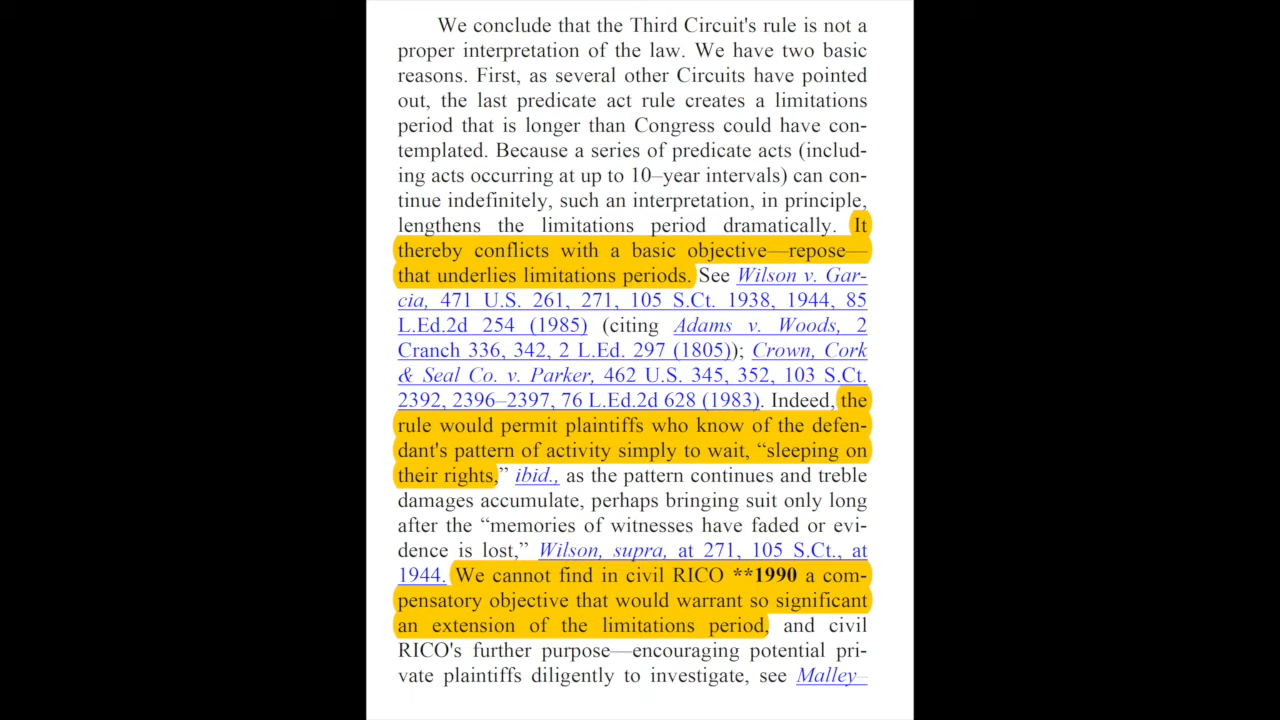 We conclude that the Third Circuit's rule is not a
proper interpretation of the law. We have two basic
reasons. First, as several other Circuits have pointed
out, the last predicate act rule creates a limitations
period that is longer than Congress could have con-
templated. Because a series of predicate acts (includ-
ing acts occurring at up to 10–year intervals) can con-
tinue indefinitely, such an interpretation, in principle,
lengthens the limitations period dramatically. It
thereby conflicts with a basic objective—repose—
that underlies limitations periods. See Wilson v. Gar-
cia, 471 U.S. 261, 271, 105 S.Ct. 1938, 1944, 85
L.Ed.2d 254 (1985) (citing Adams v. Woods, 2
Cranch 336, 342, 2 L.Ed. 297 (1805)); Crown, Cork
& Seal Co. v. Parker, 462 U.S. 345, 352, 103 S.Ct.
2392, 2396–2397, 76 L.Ed.2d 628 (1983). Indeed, the
rule would permit plaintiffs who know of the defen-
dant's pattern of activity simply to wait, “sleeping on
their rights,” ibid., as the pattern continues and treble
damages accumulate, perhaps bringing suit only long
after the “memories of witnesses have faded or evi-
dence is lost,” Wilson, supra, at 271, 105 S.Ct., at
1944. We cannot find in civil RICO **1990 a com-
pensatory objective that would warrant so significant
an extension of the limitations period, and civil
RICO's further purpose—encouraging potential pri-
vate plaintiffs diligently to investigate, see Malley–